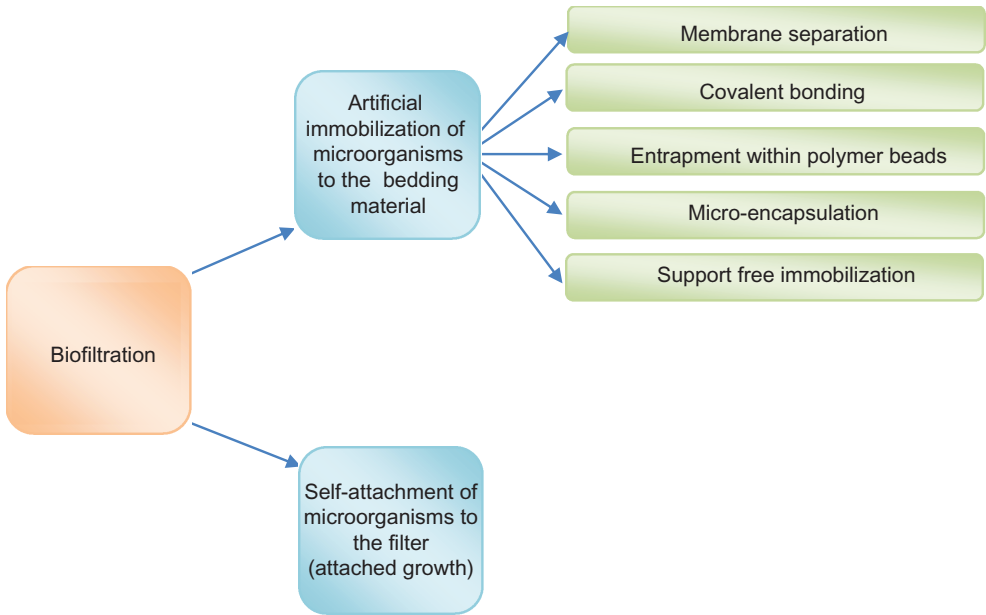 Biofiltration
Artificial
immobilization of
microorganisms
to the bedding
material
Membrane separation
Covalent bonding
Entrapment within polymer beads
Micro-encapsulation
Support free immobilization
Self-attachment of
microorganisms to
the filter
(attached growth)